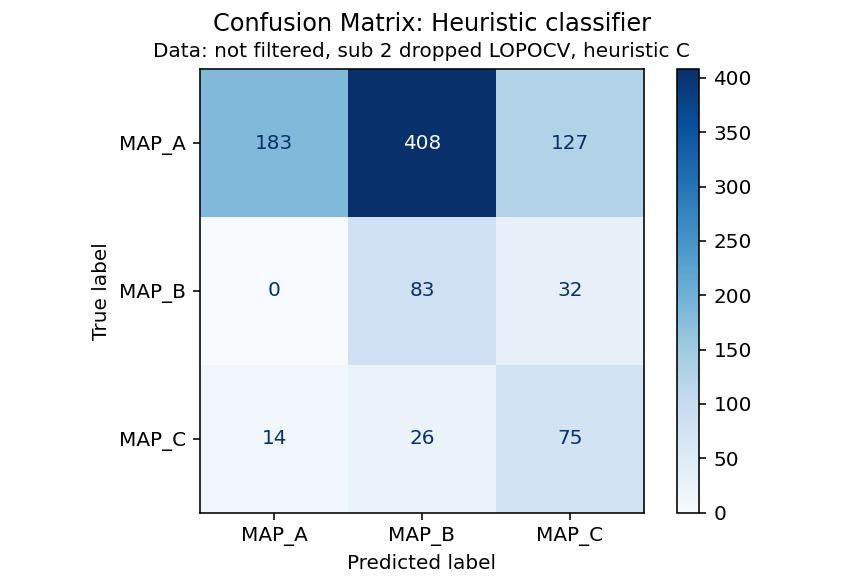 Confusion Matrix: Heuristic classifier
Data: not filtered, sub 2 dropped LOPOCV, heuristic C
MAP_A 183 408 127
MAP_B 0 83 32
MAP_C 14 26 75
MAP_A MAP_B MAP_C
Predicted label
True label
400
350
300
250
200
150
100
50
0